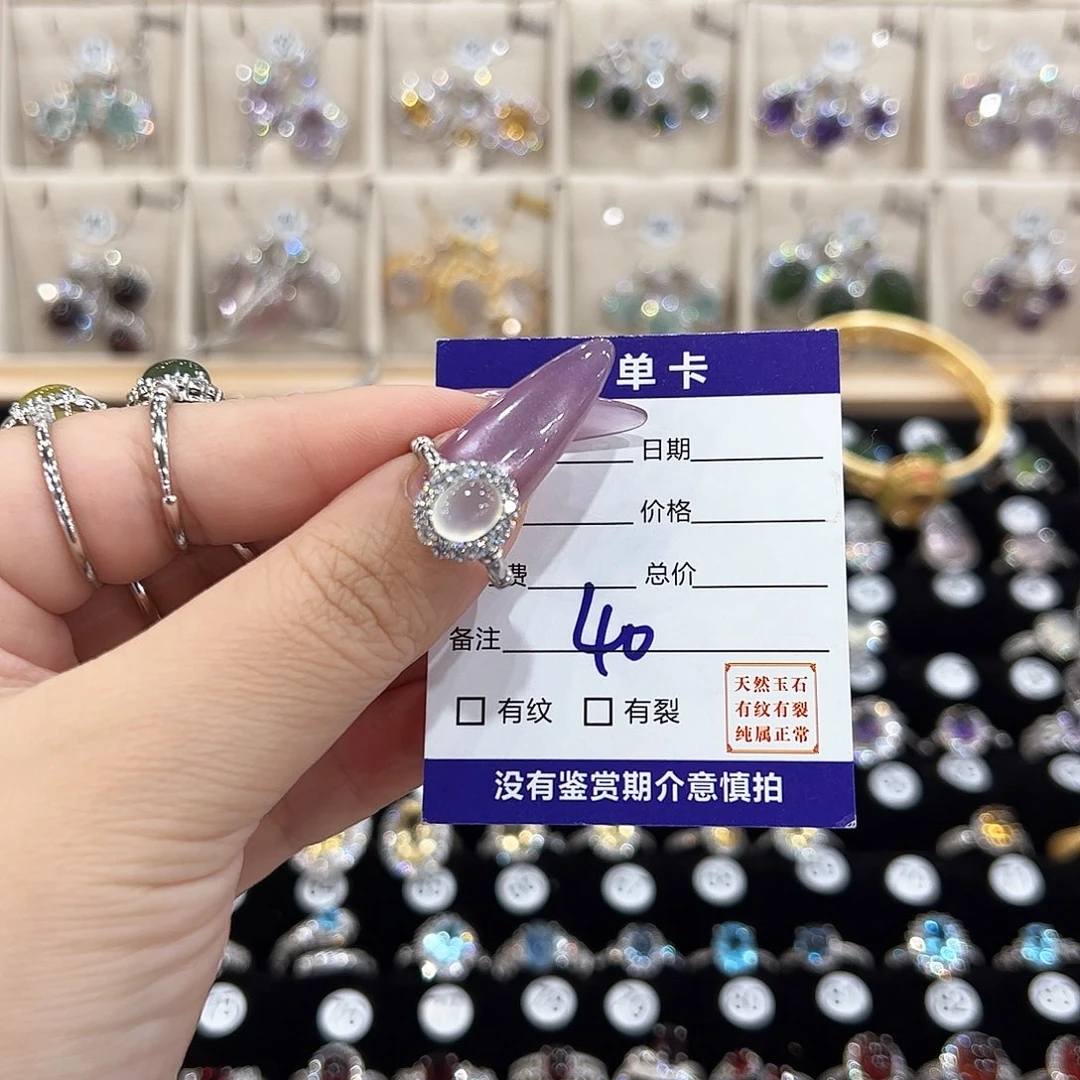 单卡
日期
价格
费 总价
备注 40
有纹 有裂
天然玉石
有纹有裂
纯属正常
没有鉴赏期介意慎拍